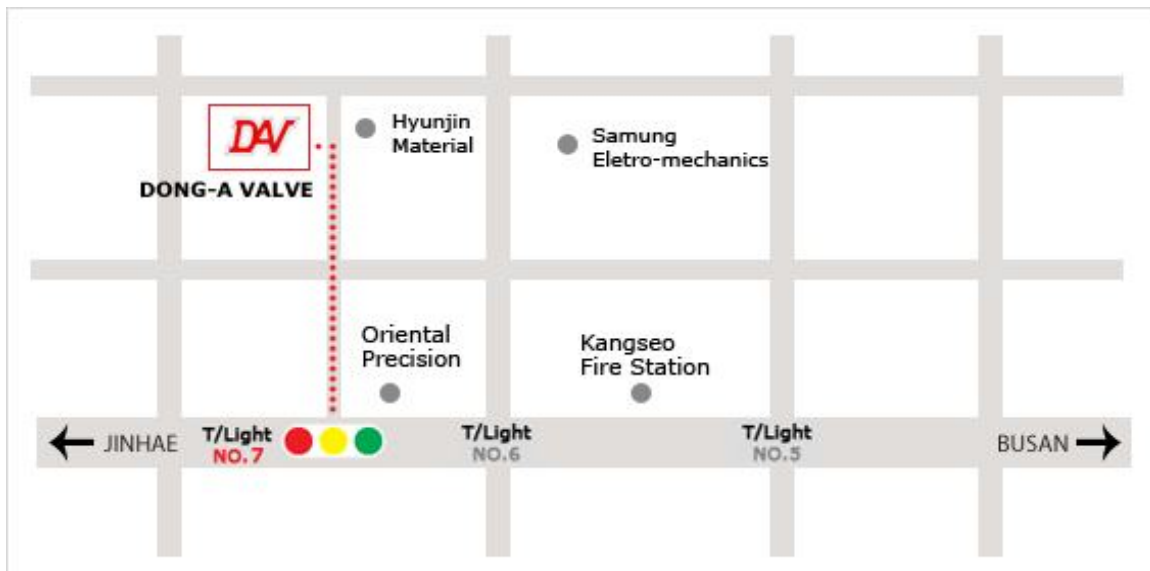 DAV
DONG-A VALVE
Hyunjin
Material
Samung
Eletro-mechanics
Oriental
Precision
Kangseo
Fire Station
JINHAE
T/Light
NO.7
T/Light
NO.6
T/Light
NO.5
BUSAN